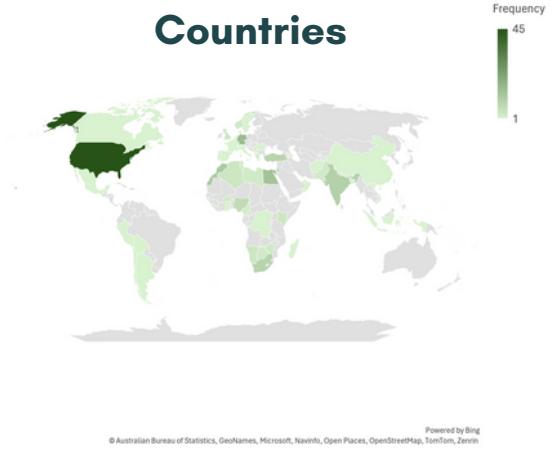 Countries
Frequency
45
1
Powered by Bing
© Australian Bureau of Statistics, GeoNames, Microsoft, Navinfo, Open Places, OpenStreetMap, TomTom, Zenrin